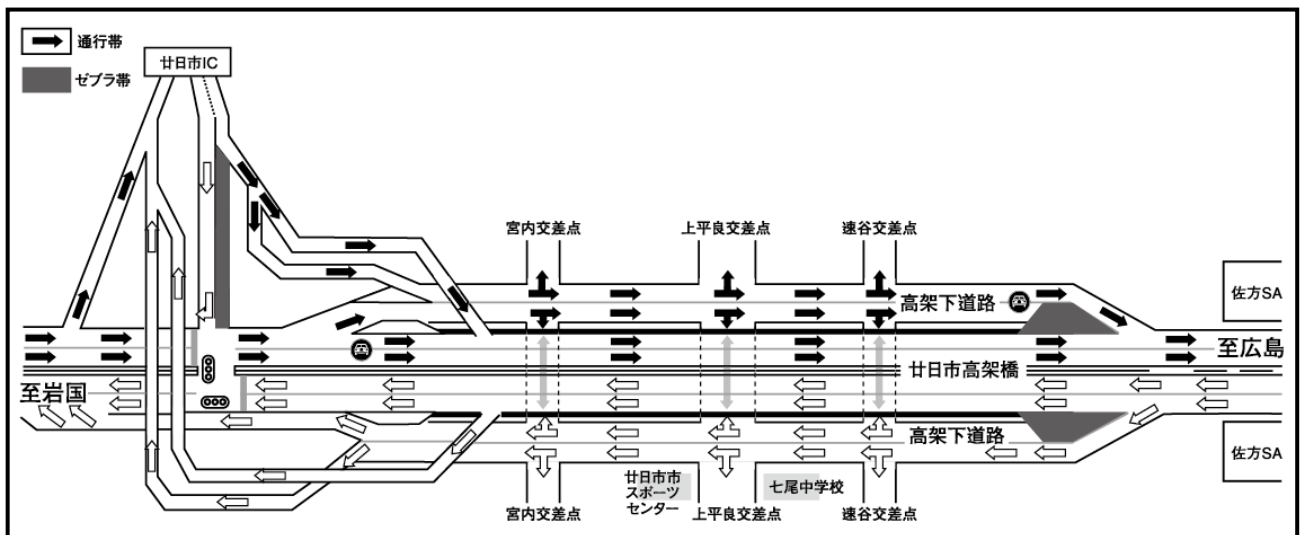 通行帯
ゼブラ帯
廿日市IC
宮内交差点
上平良交差点
速谷交差点
高架下道路
佐方SA
至広島
廿日市高架橋
至岩国
高架下道路
佐方SA
廿日市市
スポーツ
センター
七尾中学校
宮内交差点
上平良交差点
速谷交差点